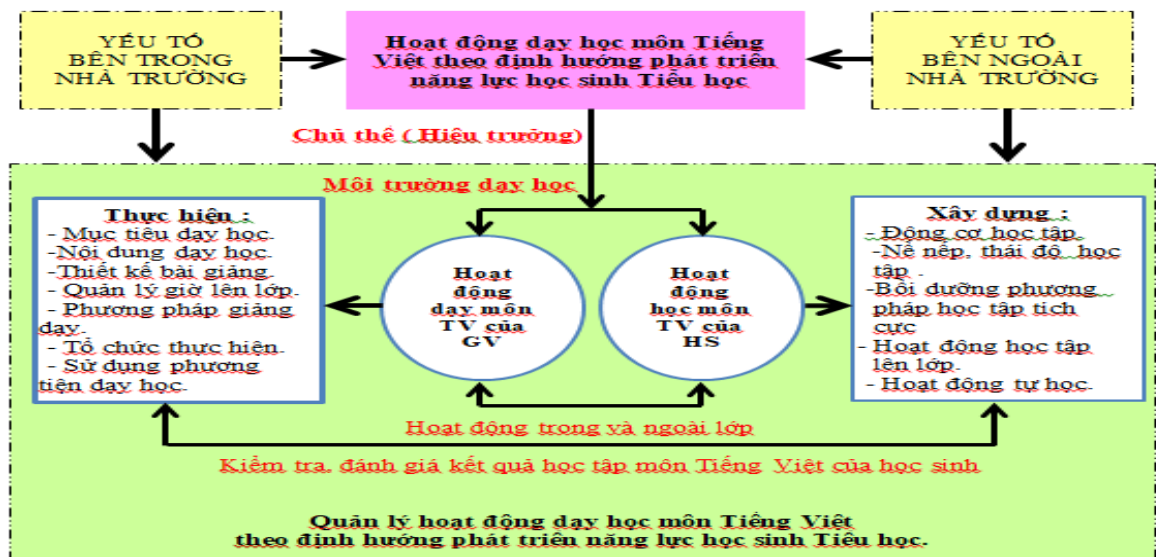 YẾU TỐ
BÊN TRONG
NHÀ TRƯỜNG
Hoạt động dạy học môn Tiếng
Việt theo định hướng phát triển
năng lực học sinh Tiểu học
YẾU TỐ
BÊN NGOÀI
NHÀ TRƯỜNG
Chủ thể ( Hiệu trưởng)
Môi trường dạy học
Thực hiện :
- Mục tiêu dạy học.
-Nội dung dạy học.
-Thiết kế bài giảng.
- Quản lý giờ lên lớp.
- Phương pháp giảng
dạy.
- Tổ chức thực hiện.
- Sử dụng phương
tiện dạy học.
Hoạt
động
dạy môn
TV của
GV
Hoạt
động
học môn
TV của
HS
Xây dựng :
- Động cơ học tập
-Nề nếp, thái độ học
tập .
-Bồi dưỡng phương
pháp học tập tich
cực
- Hoạt động học tập
lên lớp.
- Hoạt động tự học.
Hoạt động trong và ngoài lớp
Kiểm tra, đánh giá kết quả học tập môn Tiếng Việt của học sinh
Quản lý hoạt động dạy học môn Tiếng Việt
theo định hướng phát triển năng lực học sinh Tiểu học.